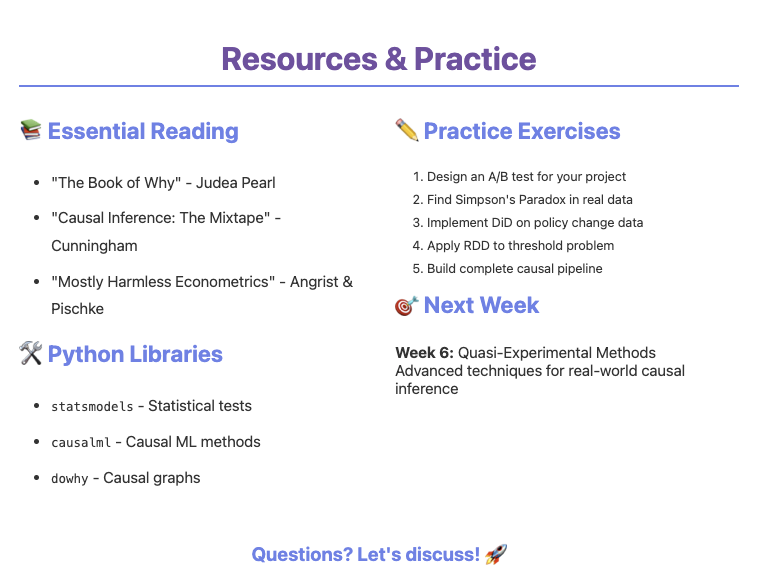 Resources & Practice
📚 Essential Reading
• "The Book of Why" - Judea Pearl
• "Causal Inference: The Mixtape" -
Cunningham
• "Mostly Harmless Econometrics" - Angrist &
Pischke
🛠️ Python Libraries
• statsmodels - Statistical tests
• causalml - Causal ML methods
• dowhy - Causal graphs
✏️ Practice Exercises
1. Design an A/B test for your project
2. Find Simpson's Paradox in real data
3. Implement DiD on policy change data
4. Apply RDD to threshold problem
5. Build complete causal pipeline
🎯 Next Week
Week 6: Quasi-Experimental Methods
Advanced techniques for real-world causal
inference
Questions? Let's discuss! 🚀